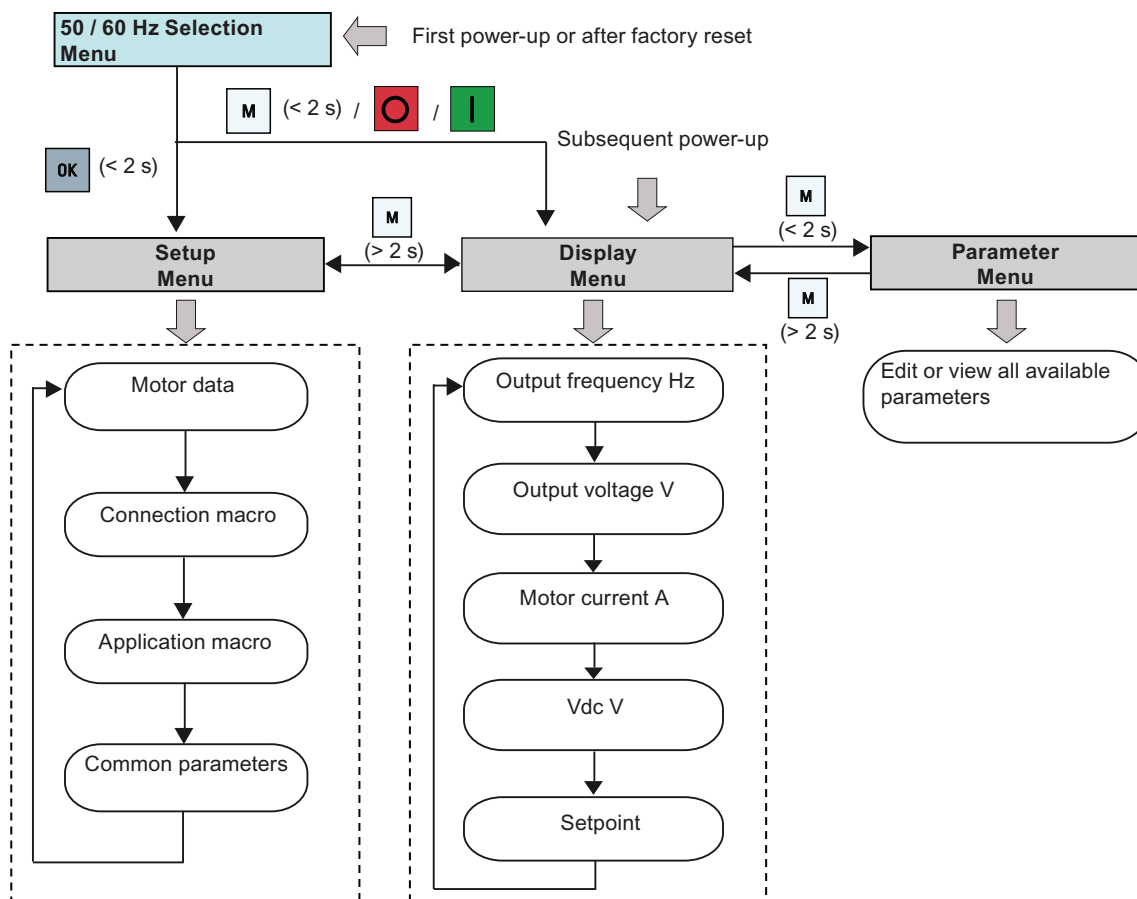 50 / 60 Hz Selection
Menu
First power-up or after factory reset
M (< 2 s) / O / I
Subsequent power-up
OK (< 2 s)
M
(> 2 s)
M
(< 2 s)
Setup
Menu
Display
Menu
Parameter
Menu
M
(> 2 s)
Motor data
Connection macro
Application macro
Common parameters
Output frequency Hz
Output voltage V
Motor current A
Vdc V
Setpoint
Edit or view all available
parameters